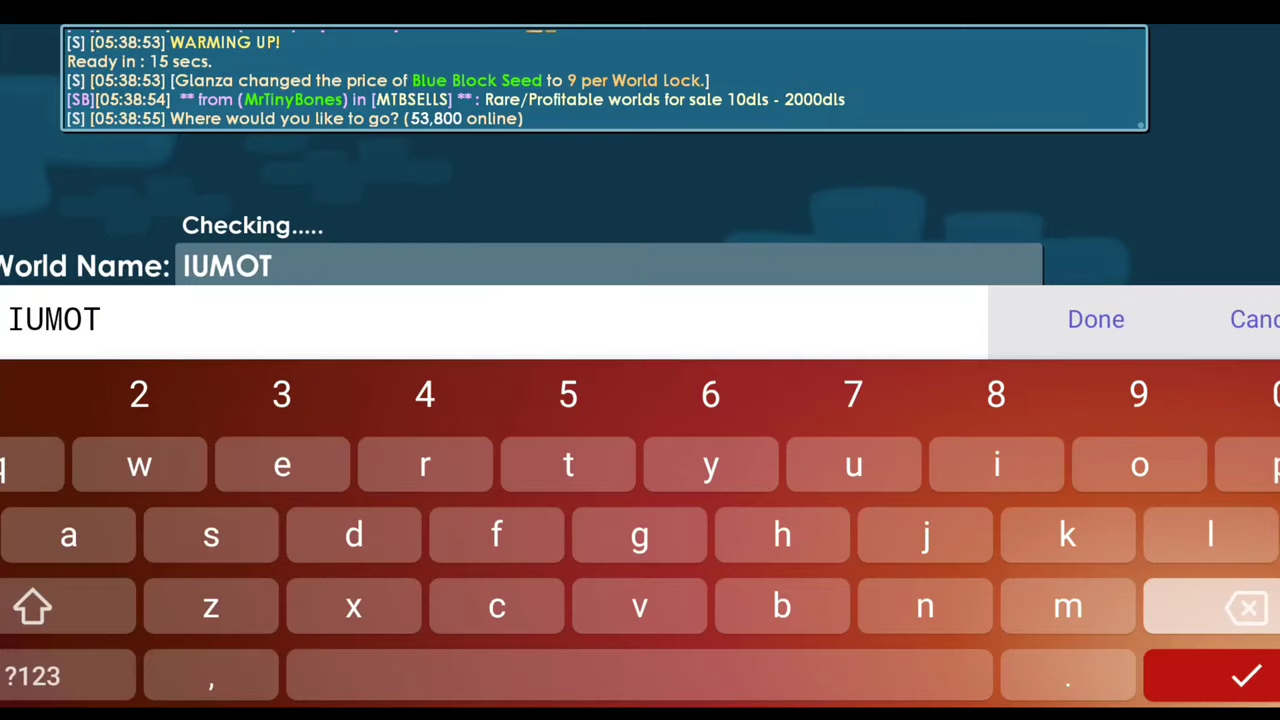 [S] [05:38:53] WARMING UP!
Ready in : 15 secs.
[S] [05:38:53] [Glanza changed the price of Blue Block Seed to 9 per World Lock.]
[SB][05:38:54] ** from (MrTinyBones) in [MTBSELLS] ** : Rare/Profitable worlds for sale 10dls - 2000dls
[S] [05:38:55] Where would you like to go? (53,800 online)
Checking.....
World Name: IUMOT
IUMOT Done Canc
2 3 4 5 6 7 8 9 0
q w e r t y u i o p
a s d f g h j k l
z x c v b n m
?123 , .